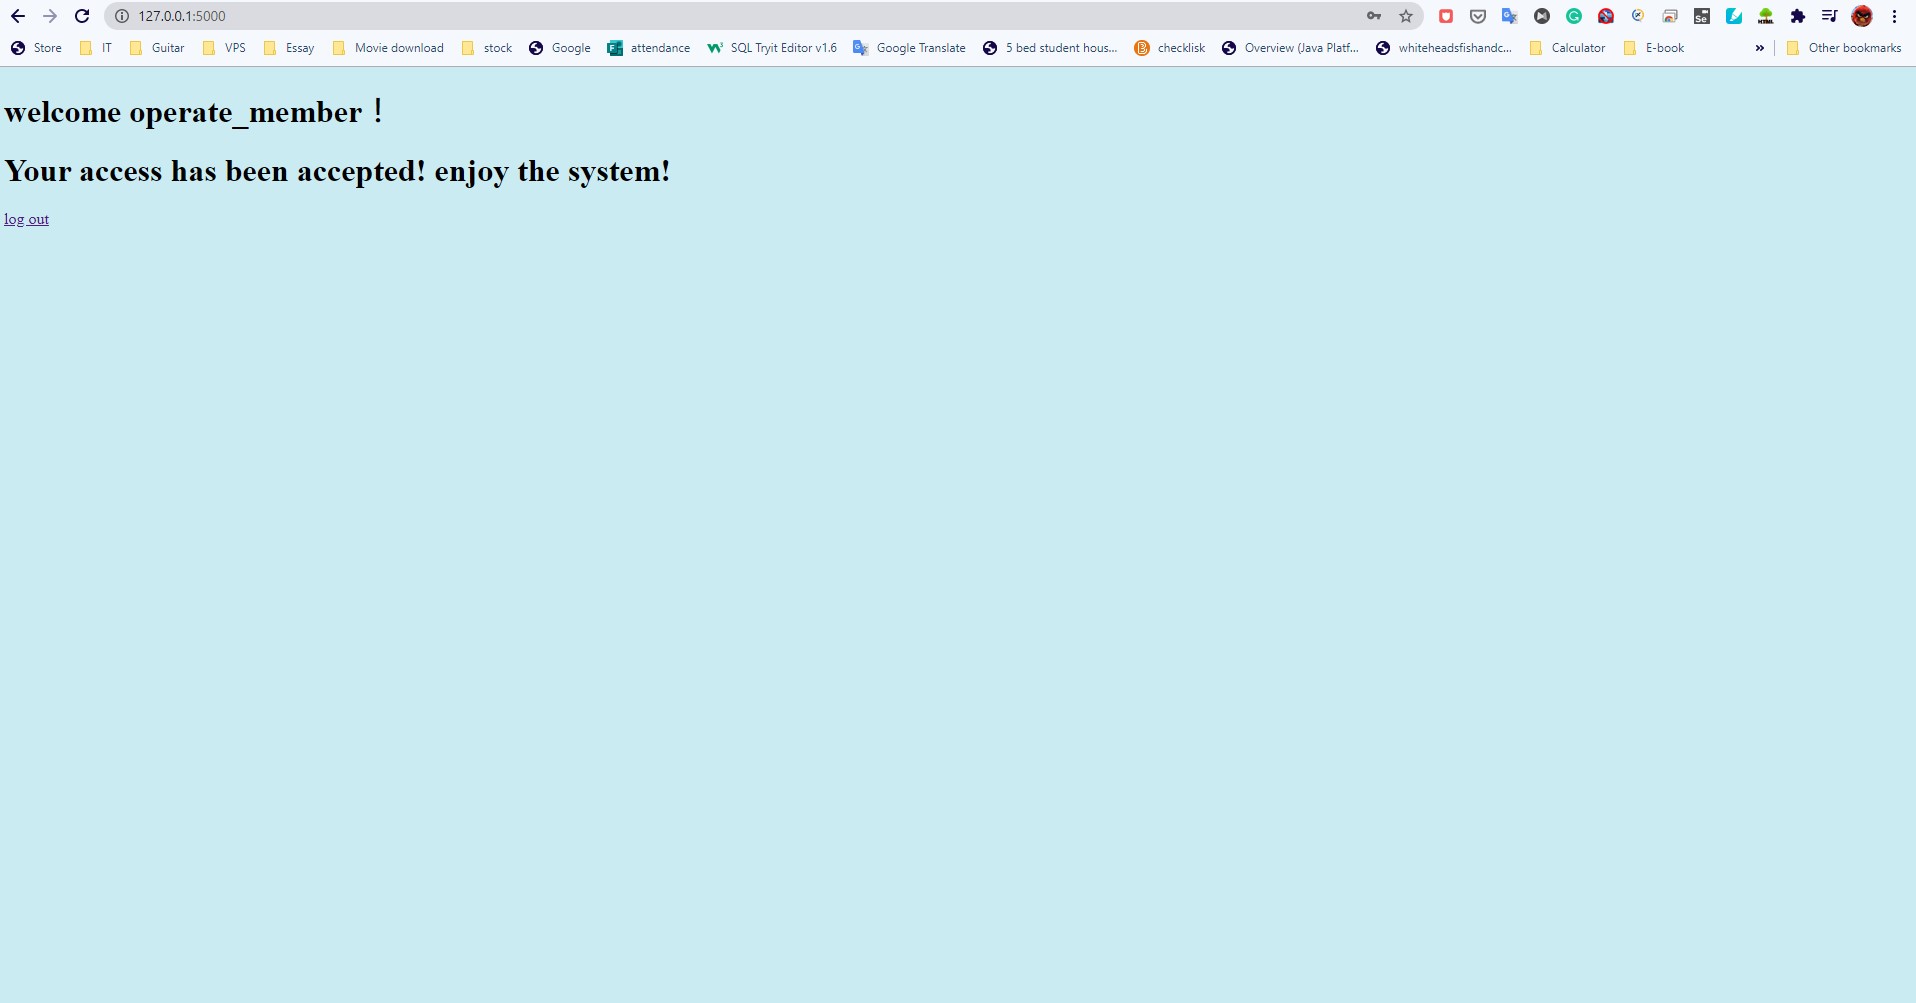 127.0.0.1:5000
Store IT Guitar VPS Essay Movie download stock Google attendance SQL Tryit Editor v1.6 Google Translate 5 bed student hous... checklisk Overview (Java Platf... whiteheadsfishandc... Calculator E-book » Other bookmarks
welcome operate_member！
Your access has been accepted! enjoy the system!
log out